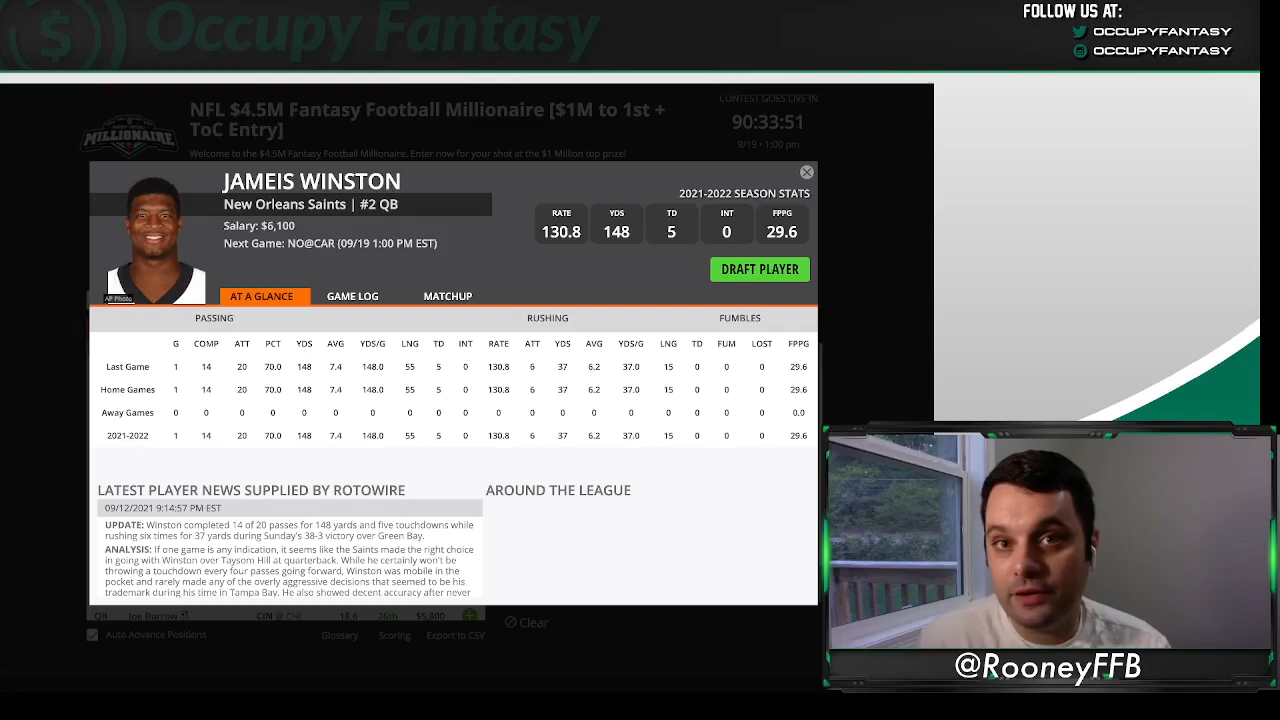 Occupy Fantasy
FOLLOW US AT:
OCCUPYFANTASY
OCCUPYFANTASY
MILLIONAIRE
NFL $4.5M Fantasy Football Millionaire [$1M to 1st +
ToC Entry]
Welcome to the $4.5M Fantasy Football Millionaire. Enter now for your shot at the $1 Million top prize!
CONTEST GOES LIVE IN
90:33:51
9/19 • 1:00 pm
JAMEIS WINSTON
New Orleans Saints | #2 QB
Salary: $6,100
Next Game: NO@CAR (09/19 1:00 PM EST)
AP Photo
2021-2022 SEASON STATS
RATE YDS TD INT FPPG
130.8 148 5 0 29.6
DRAFT PLAYER
AT A GLANCE GAME LOG MATCHUP
PASSING RUSHING FUMBLES
G COMP ATT PCT YDS AVG YDS/G LNG TD INT RATE ATT YDS AVG YDS/G LNG TD FUM LOST FPPG
Last Game 1 14 20 70.0 148 7.4 148.0 55 5 0 130.8 6 37 6.2 37.0 15 0 0 0 29.6
Home Games 1 14 20 70.0 148 7.4 148.0 55 5 0 130.8 6 37 6.2 37.0 15 0 0 0 29.6
Away Games 0 0 0 0 0 0 0 0 0 0 0 0 0 0 0 0 0 0 0 0.0
2021-2022 1 14 20 70.0 148 7.4 148.0 55 5 0 130.8 6 37 6.2 37.0 15 0 0 0 29.6
LATEST PLAYER NEWS SUPPLIED BY ROTOWIRE
AROUND THE LEAGUE
09/12/2021 9:14:57 PM EST
UPDATE: Winston completed 14 of 20 passes for 148 yards and five touchdowns while
rushing six times for 37 yards during Sunday's 38-3 victory over Green Bay.
ANALYSIS: If one game is any indication, it seems like the Saints made the right choice
in going with Winston over Taysom Hill at quarterback. While he certainly won't be
throwing a touchdown every four passes going forward, Winston was mobile in the
pocket and rarely made any of the overly aggressive decisions that seemed to be his
trademark during his time in Tampa Bay. He also showed decent accuracy after never
QB Joe Burrow CIN @ CHI 18.6 26th $5,800
Clear
Auto Advance Positions
Glossary Scoring Export to CSV
@RooneyFFB